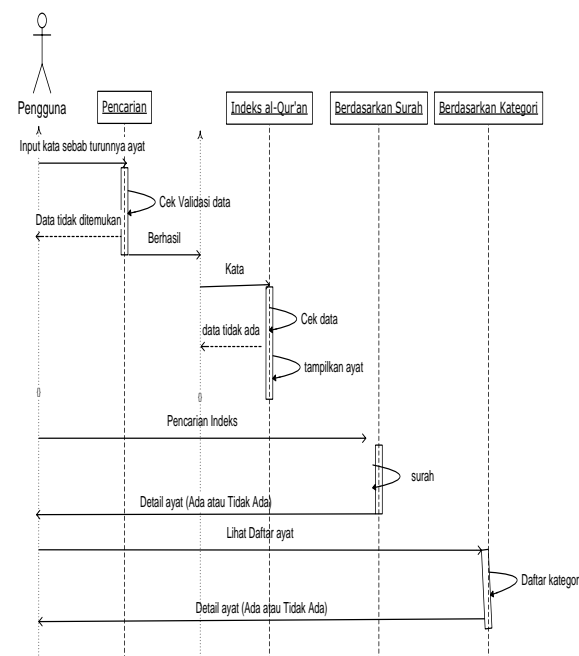 Pengguna
Pencarian
Indeks al-Qur'an
Berdasarkan Surah
Berdasarkan Kategori
Input kata sebab turunnya ayat
Cek Validasi data
Data tidak ditemukan
Berhasil
Kata
Cek data
data tidak ada
tampilkan ayat
Pencarian Indeks
surah
Detail ayat (Ada atau Tidak Ada)
Lihat Daftar ayat
Daftar kategor
Detail ayat (Ada atau Tidak Ada)